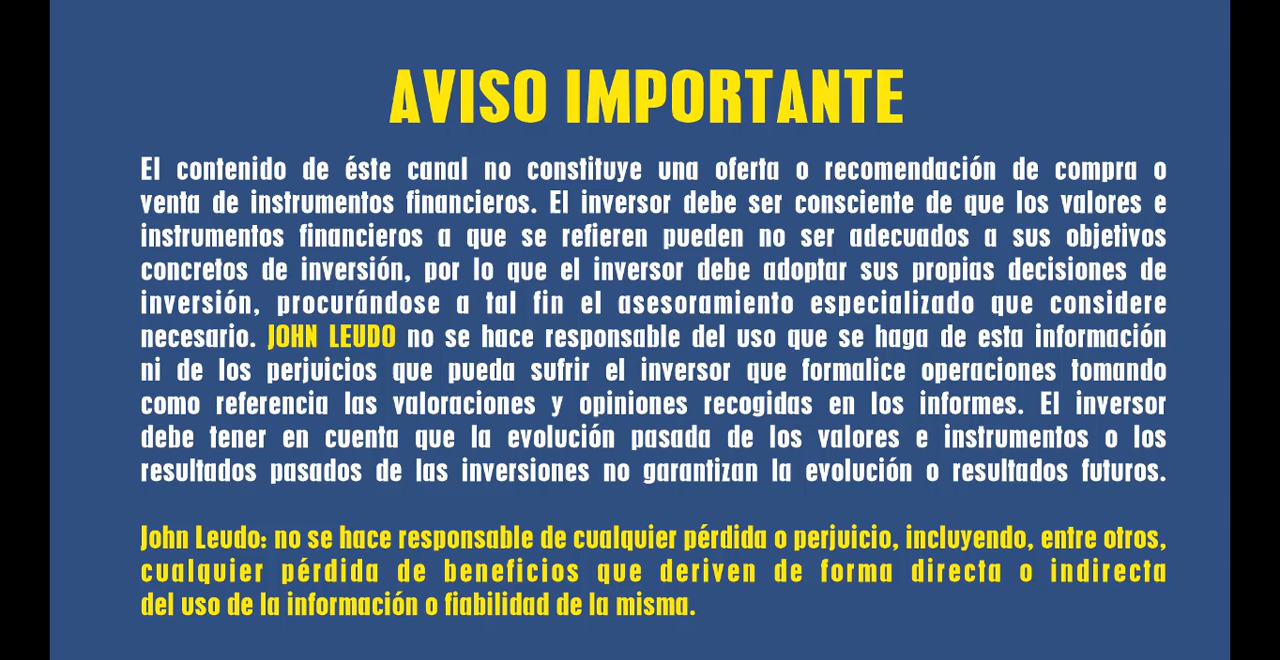 AVISO IMPORTANTE
El contenido de éste canal no constituye una oferta o recomendación de compra o
venta de instrumentos financieros. El inversor debe ser consciente de que los valores e
instrumentos financieros a que se refieren pueden no ser adecuados a sus objetivos
concretos de inversión, por lo que el inversor debe adoptar sus propias decisiones de
inversión, procurándose a tal fin el asesoramiento especializado que considere
necesario. JOHN LEUDO no se hace responsable del uso que se haga de esta información
ni de los perjuicios que pueda sufrir el inversor que formalice operaciones tomando
como referencia las valoraciones y opiniones recogidas en los informes. El inversor
debe tener en cuenta que la evolución pasada de los valores e instrumentos o los
resultados pasados de las inversiones no garantizan la evolución o resultados futuros.
John Leudo: no se hace responsable de cualquier pérdida o perjuicio, incluyendo, entre otros,
cualquier pérdida de beneficios que deriven de forma directa o indirecta
del uso de la información o fiabilidad de la misma.